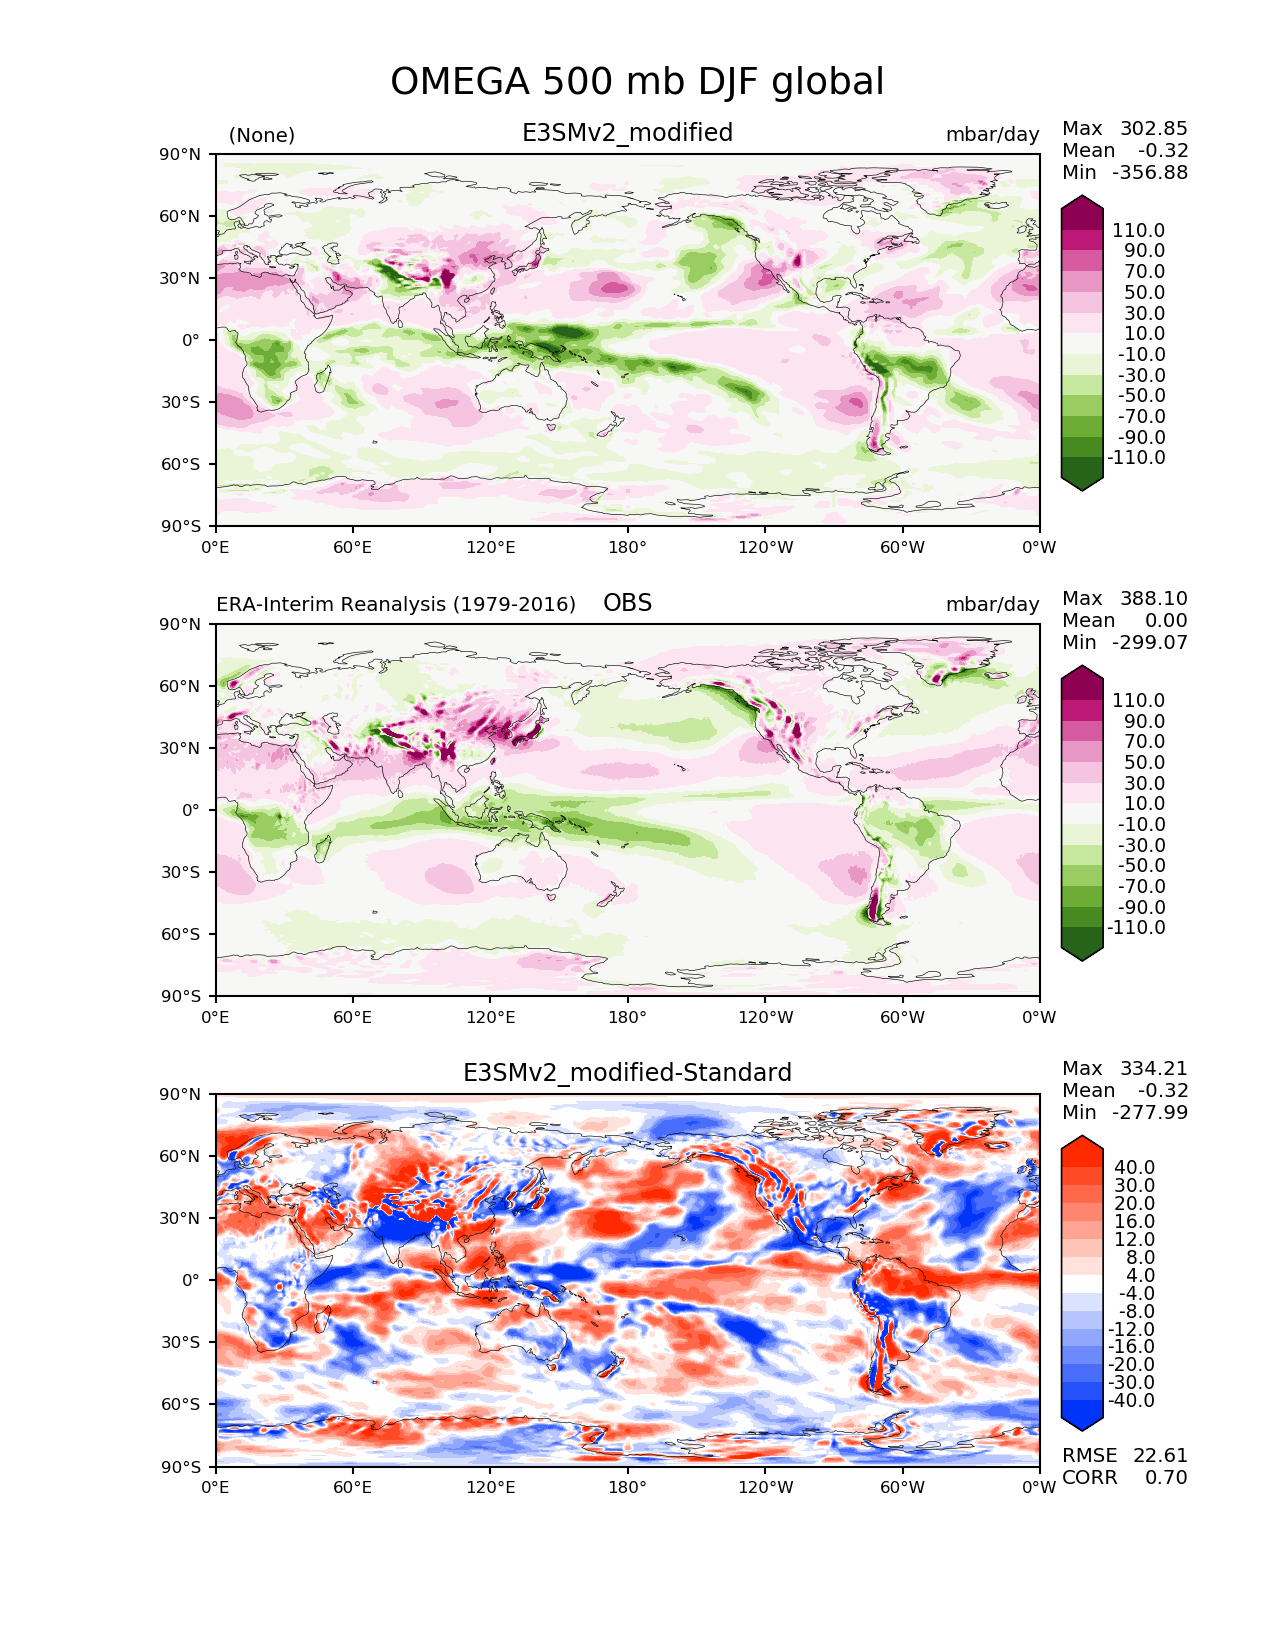 OMEGA 500 mb DJF global
(None) E3SMv2_modified mbar/day
Max 302.85
Mean -0.32
Min -356.88
90°N
60°N
30°N
0°
30°S
60°S
90°S
0°E 60°E 120°E 180° 120°W 60°W 0°W
110.0
90.0
70.0
50.0
30.0
10.0
-10.0
-30.0
-50.0
-70.0
-90.0
-110.0
ERA-Interim Reanalysis (1979-2016) OBS mbar/day
Max 388.10
Mean 0.00
Min -299.07
90°N
60°N
30°N
0°
30°S
60°S
90°S
0°E 60°E 120°E 180° 120°W 60°W 0°W
110.0
90.0
70.0
50.0
30.0
10.0
-10.0
-30.0
-50.0
-70.0
-90.0
-110.0
E3SMv2_modified-Standard
Max 334.21
Mean -0.32
Min -277.99
90°N
60°N
30°N
0°
30°S
60°S
90°S
0°E 60°E 120°E 180° 120°W 60°W 0°W
40.0
30.0
20.0
16.0
12.0
8.0
4.0
-4.0
-8.0
-12.0
-16.0
-20.0
-30.0
-40.0
RMSE 22.61
CORR 0.70